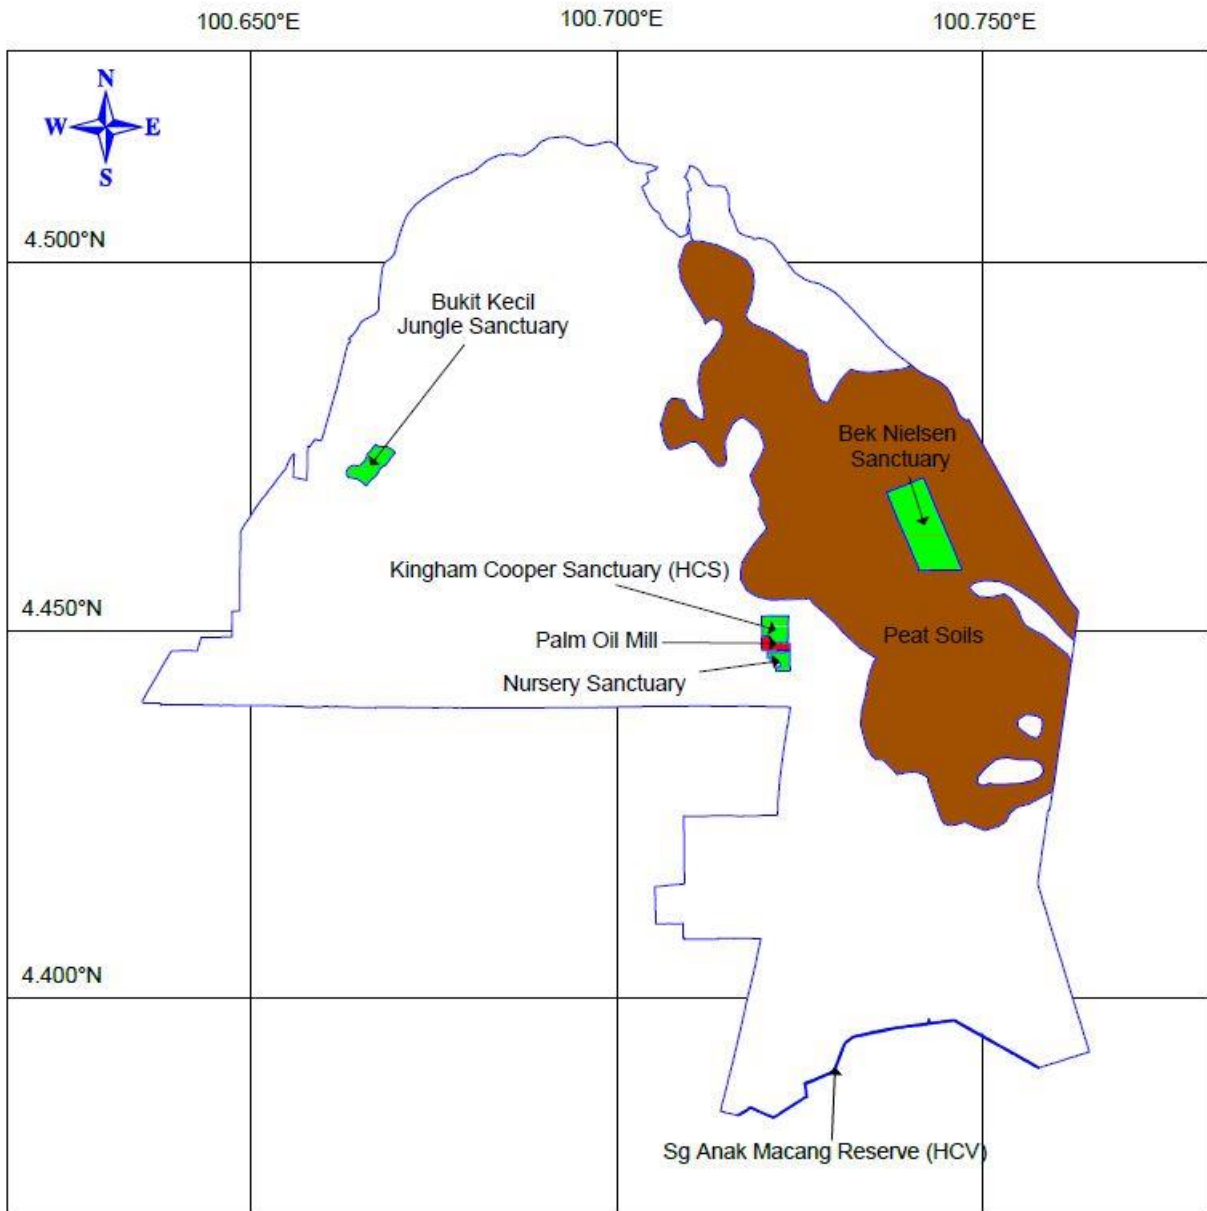 100.650°E
100.700°E
100.750°E
N
W
E
S
4.500°N
Bukit Kecil
Jungle Sanctuary
Bek Nielsen
Sanctuary
Kingham Cooper Sanctuary (HCS)
4.450°N
Palm Oil Mill
Peat Soils
Nursery Sanctuary
4.400°N
Sg Anak Macang Reserve (HCV)